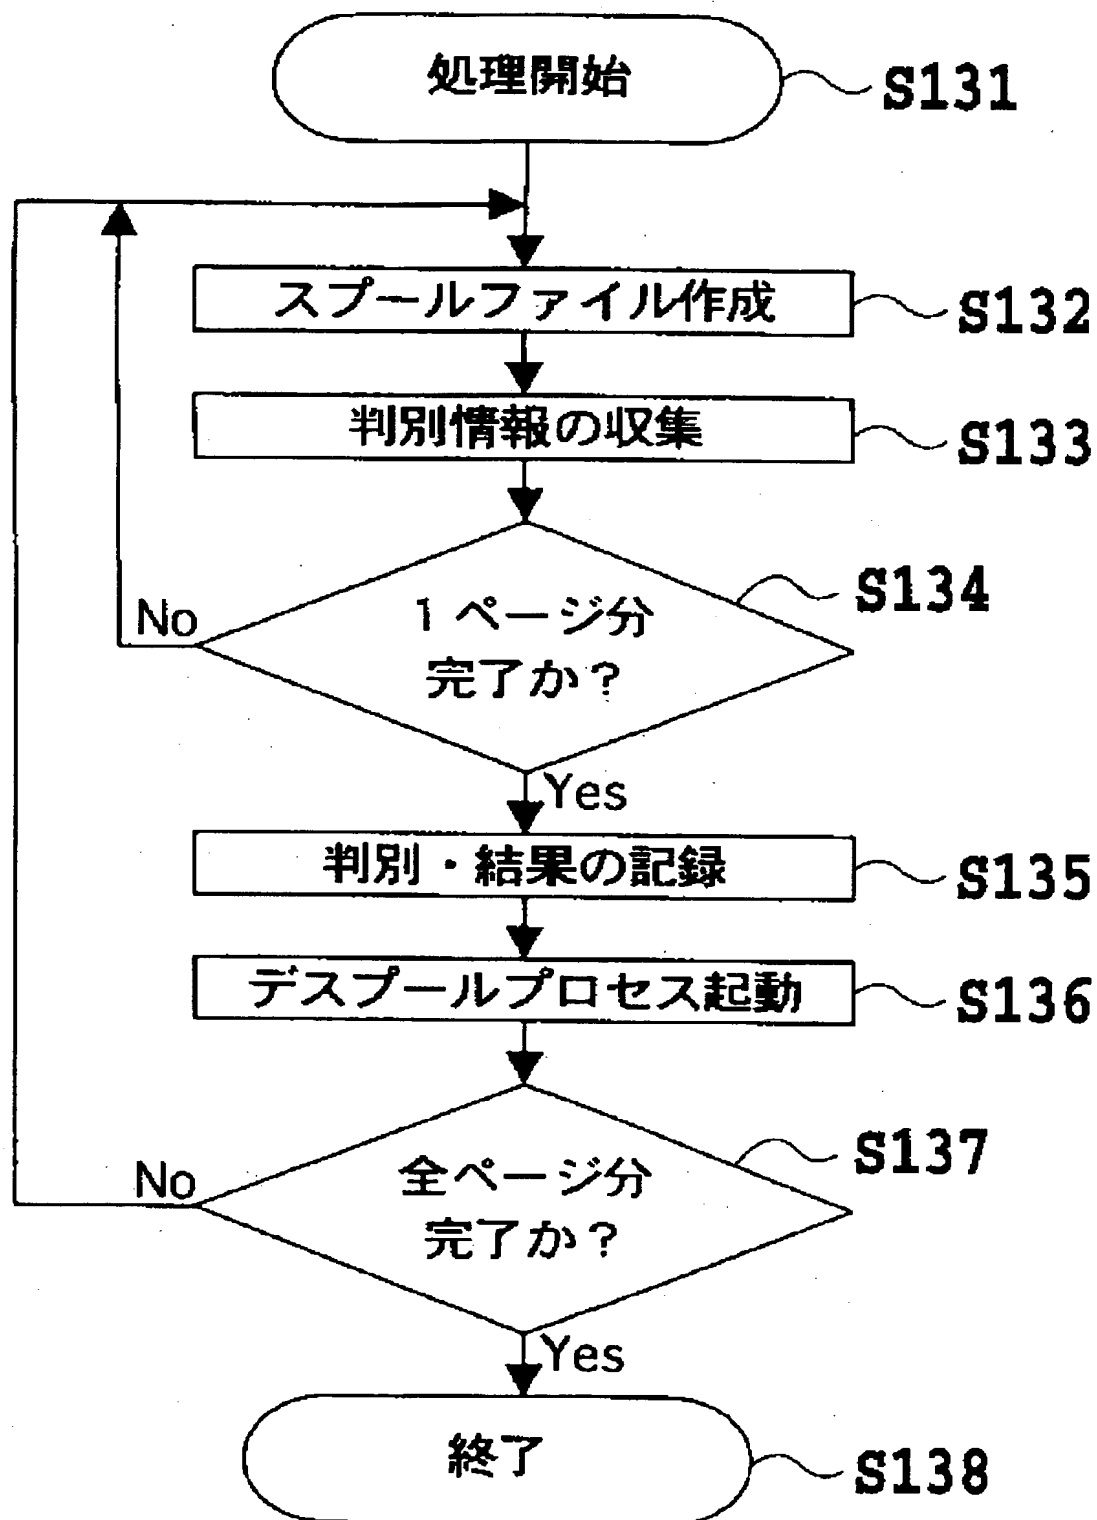 処理開始
S131
スプールファイル作成
S132
判別情報の収集
S133
1 ページ分
完了か？
S134
No
Yes
判別・結果の記録
S135
デスプールプロセス起動
S136
全ページ分
完了か？
S137
No
Yes
終了
S138